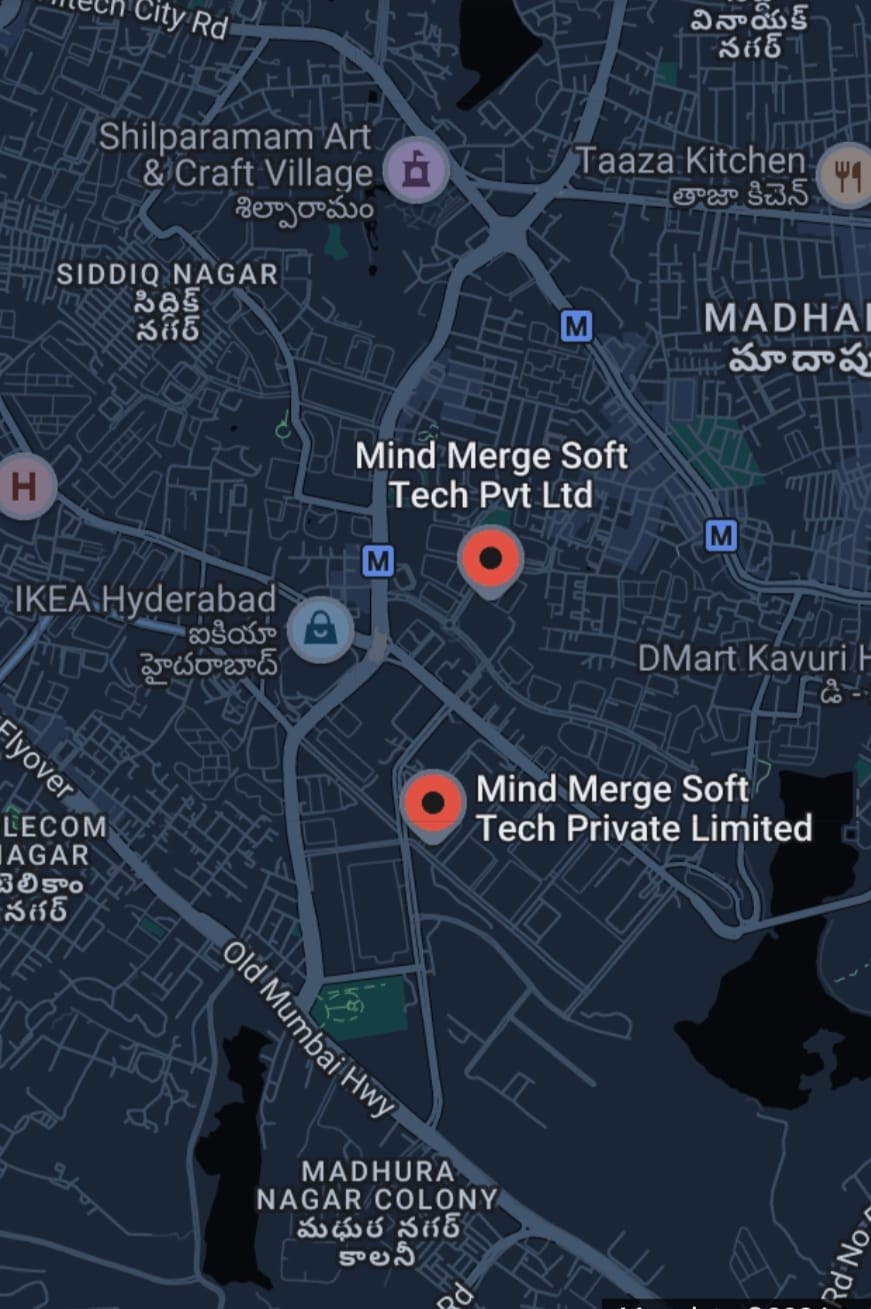 itech City Rd
వినాయక్
నగర్
Shilparamam Art
& Craft Village
శిల్పారామం
Taaza Kitchen
తాజా కిచెన్
SIDDIQ NAGAR
సిద్దిక్
నగర్
M
MADHA
మాదాపు
Mind Merge Soft
Tech Pvt Ltd
H
M
M
IKEA Hyderabad
ఐకియా
హైదరాబాద్
DMart Kavuri H
డి -
Flyover
Mind Merge Soft
Tech Private Limited
LECOM
NAGAR
టెలికాం
నగర్
Old Mumbai Hwy
MADHURA
NAGAR COLONY
మధుర నగర్
కాలనీ
Rd No
Rd